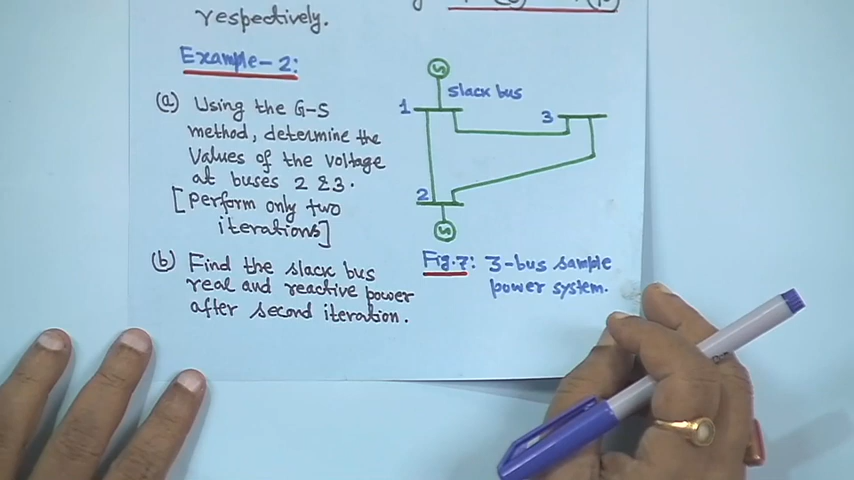 respectively.
Example-2:
(a) Using the G-S
method, determine the
values of the voltage
at buses 2 & 3.
[Perform only two
iterations]
(b) Find the slack bus
real and reactive power
after second iteration.
slack bus
1
3
2
Fig.7: 3-bus sample
power system.